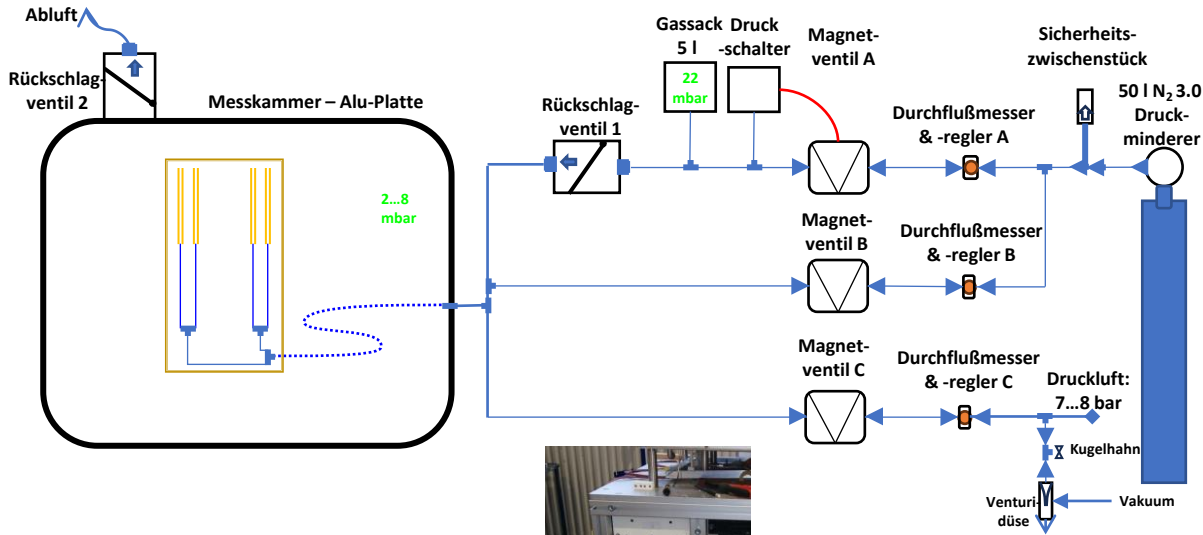 Abluft
Rückschlag-
ventil 2
Messkammer – Alu-Platte
2…8
mbar
Rückschlag-
ventil 1
Gassack
5 l
22
mbar
Druck
-schalter
Magnet-
ventil A
Durchflußmesser
& -regler A
Sicherheits-
zwischenstück
50 l N₂ 3.0
Druck-
minderer
Magnet-
ventil B
Durchflußmesser
& -regler B
Magnet-
ventil C
Durchflußmesser
& -regler C
Druckluft:
7…8 bar
Kugelhahn
Venturi-
düse
Vakuum